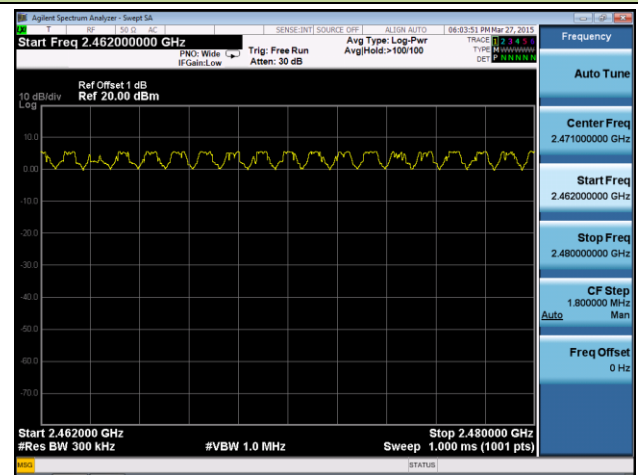 Agilent Spectrum Analyzer - Swept SA
T RF 50 Ω AC SENSE:INT SOURCE OFF ALIGN AUTO 06:03:51 PM Mar 27, 2015
Start Freq 2.462000000 GHz
PNO: Wide
IFGain:Low
Trig: Free Run
Atten: 30 dB
Avg Type: Log-Pwr
Avg|Hold:>100/100
TRACE 1 2 3 4 5 6
TYPE M WWWWW
DET P N N N N N
Ref Offset 1 dB
10 dB/div Ref 20.00 dBm
Log
10.0
0.00
-10.0
-20.0
-30.0
-40.0
-50.0
-60.0
-70.0
Start 2.462000 GHz Stop 2.480000 GHz
#Res BW 300 kHz #VBW 1.0 MHz Sweep 1.000 ms (1001 pts)
MSG STATUS
Frequency
Auto Tune
Center Freq
2.471000000 GHz
Start Freq
2.462000000 GHz
Stop Freq
2.480000000 GHz
CF Step
1.800000 MHz
Auto Man
Freq Offset
0 Hz